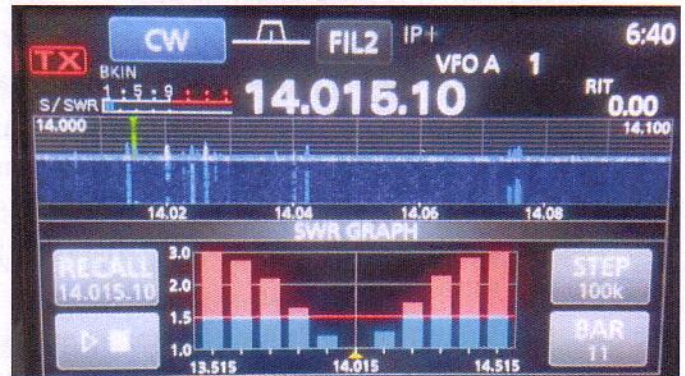 CW FIL2 IP+ 6:40
TX BKIN VFO A 1
S/SWR 1 5 9 14.015.10 RIT 0.00
14.000 14.100
14.02 14.04 14.06 14.08
SWR GRAPH
RECALL 14.015.10
3.0
2.0
1.5
1.0
13.515 14.015 14.515
STEP 100k
BAR 11